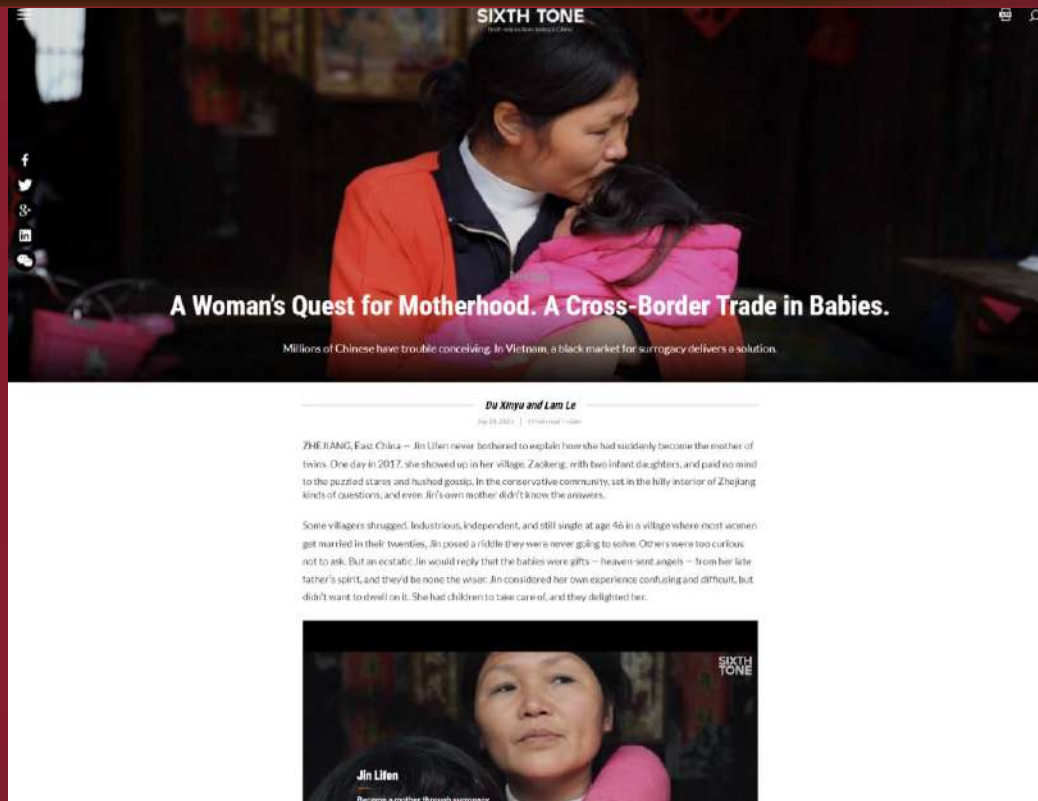 SIXTH TONE
A Woman's Quest for Motherhood. A Cross-Border Trade in Babies.
Millions of Chinese have trouble conceiving. In Vietnam, a black market for surrogacy delivers a solution.
Du Xinyu and Lam Le
ZHEJIANG, East China — Jin Lifen never bothered to explain how she had suddenly become the mother of
twins. One day in 2017, she showed up in her village, Zaokeng, with two infant daughters, and paid no mind
to the puzzled stares and hushed gossip. In the conservative community, set in the hilly interior of Zhejiang
kinds of questions, and even Jin's own mother didn't know the answers.
Some villagers shrugged. Industrious, independent, and still single at age 46 in a village where most women
get married in their twenties, Jin posed a riddle they were never going to solve. Others were too curious
not to ask. But an ecstatic Jin would reply that the babies were gifts — heaven-sent angels — from her late
father's spirit, and they'd be none the wiser. Jin considered her own experience confusing and difficult, but
didn't want to dwell on it. She had children to take care of, and they delighted her.
SIXTH
TONE
Jin Lifen
Became a mother through surrogacy